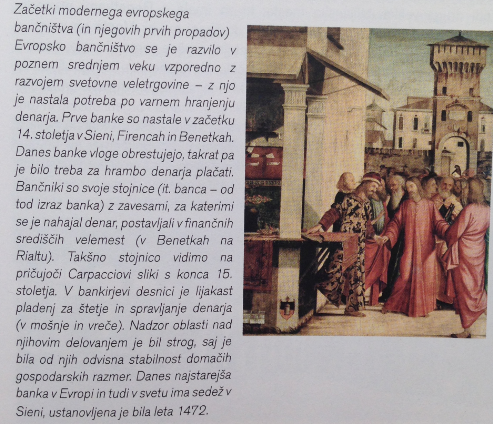 Začetki modernega evropskega
bančništva (in njegovih prvih propadov)
Evropsko bančništvo se je razvilo v
poznem srednjem veku vzporedno z
razvojem svetovne veletrgovine – z njo
je nastala potreba po varnem hranjenju
denarja. Prve banke so nastale v začetku
14. stoletja v Sieni, Firencah in Benetkah.
Danes banke vloge obrestujejo, takrat pa
je bilo treba za hrambo denarja plačati.
Bančniki so svoje stojnice (it. banca – od
tod izraz banka) z zavesami, za katerimi
se je nahajal denar, postavljali v finančnih
središčih velemest (v Benetkah na
Rialtu). Takšno stojnico vidimo na
pričujoči Carpacciovi sliki s konca 15.
stoletja. V bankirjevi desnici je lijakast
pladenj za štetje in spravljanje denarja
(v mošnje in vreče). Nadzor oblasti nad
njihovim delovanjem je bil strog, saj je
bila od njih odvisna stabilnost domačih
gospodarskih razmer. Danes najstarejša
banka v Evropi in tudi v svetu ima sedež v
Sieni, ustanovljena je bila leta 1472.